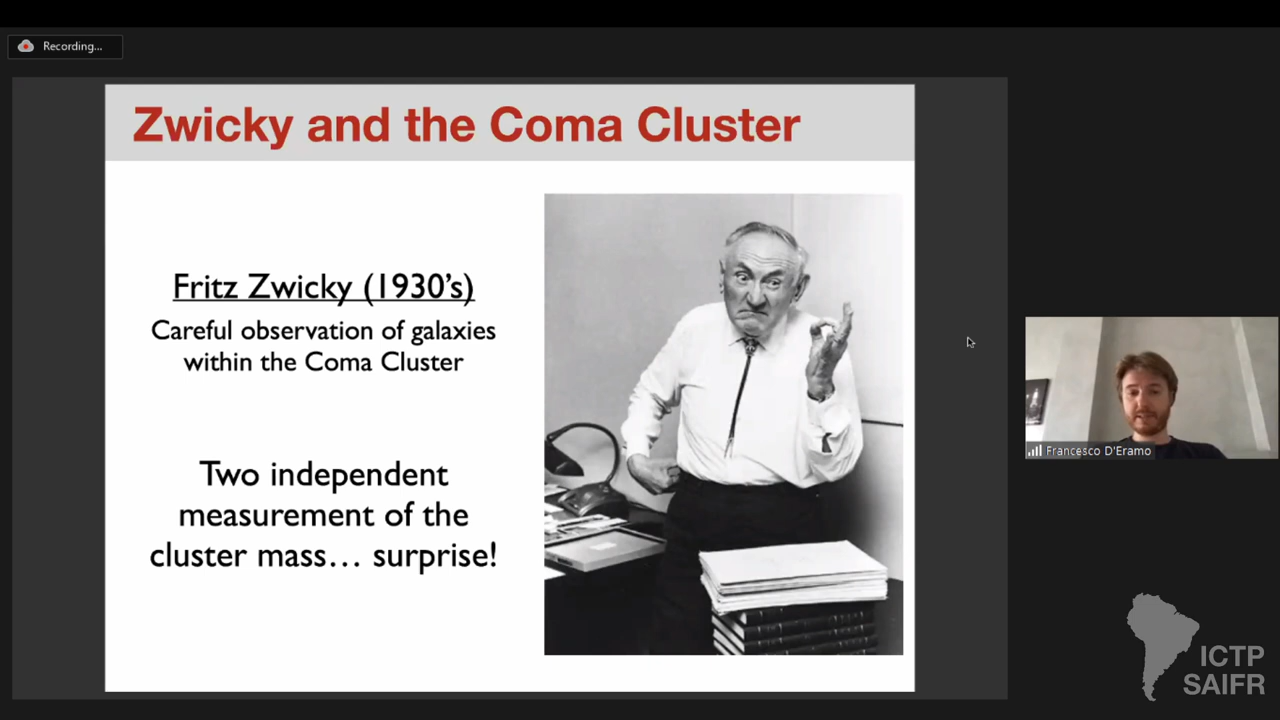 Recording...
Zwicky and the Coma Cluster
Fritz Zwicky (1930's)
Careful observation of galaxies
within the Coma Cluster
Two independent
measurement of the
cluster mass… surprise!
Francesco D'Eramo
ICTP
SAIFR